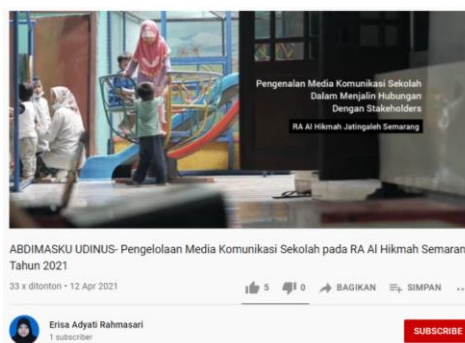 Pengenalan Media Komunikasi Sekolah
Dalam Menjalin Hubungan
Dengan Stakeholders
RA Al Hikmah Jatingaleh Semarang
ABDIMASKU UDINUS- Pengelolaan Media Komunikasi Sekolah pada RA Al Hikmah Semaran
Tahun 2021
33 x ditonton • 12 Apr 2021
5
0
BAGIKAN
SIMPAN
Erisa Adyati Rahmasari
1 subscriber
SUBSCRIBE